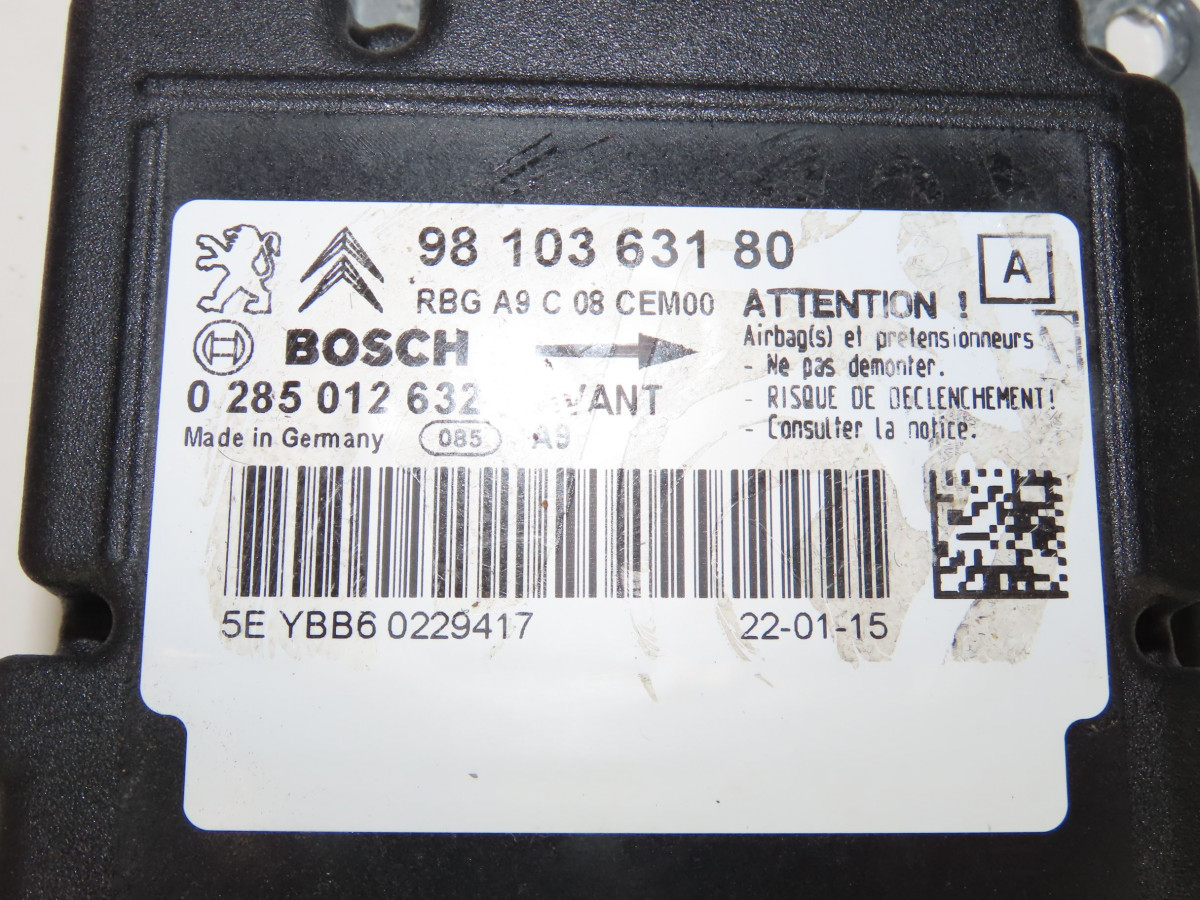 98 103 631 80
A
RBG A9 C 08 CEM00
ATTENTION !
BOSCH
Airbag(s) et pretensionneurs
- Ne pas demonter.
0 285 012 632
- RISQUE DE DECLENCHEMENT!
Made in Germany 085 A9
- Consulter la notice.
5E YBB6 0229417 22-01-15